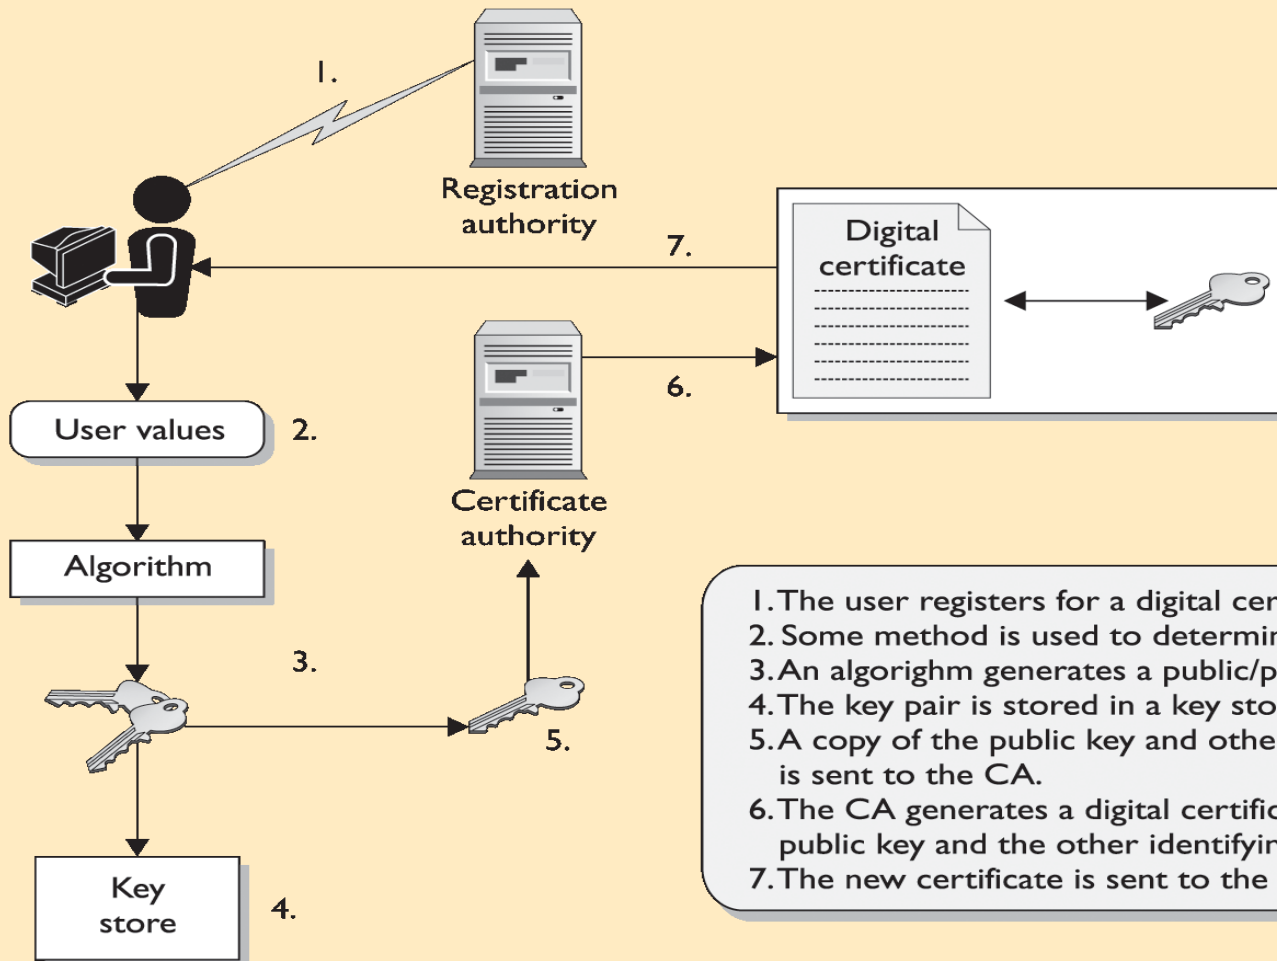 1.
Registration
authority
7.
Digital
certificate
6.
User values
2.
Certificate
authority
Algorithm
3.
5.
Key
store
4.
1. The user registers for a digital cer
2. Some method is used to determin
3. An algorighm generates a public/p
4. The key pair is stored in a key sto
5. A copy of the public key and othe
is sent to the CA.
6. The CA generates a digital certific
public key and the other identifyin
7. The new certificate is sent to the